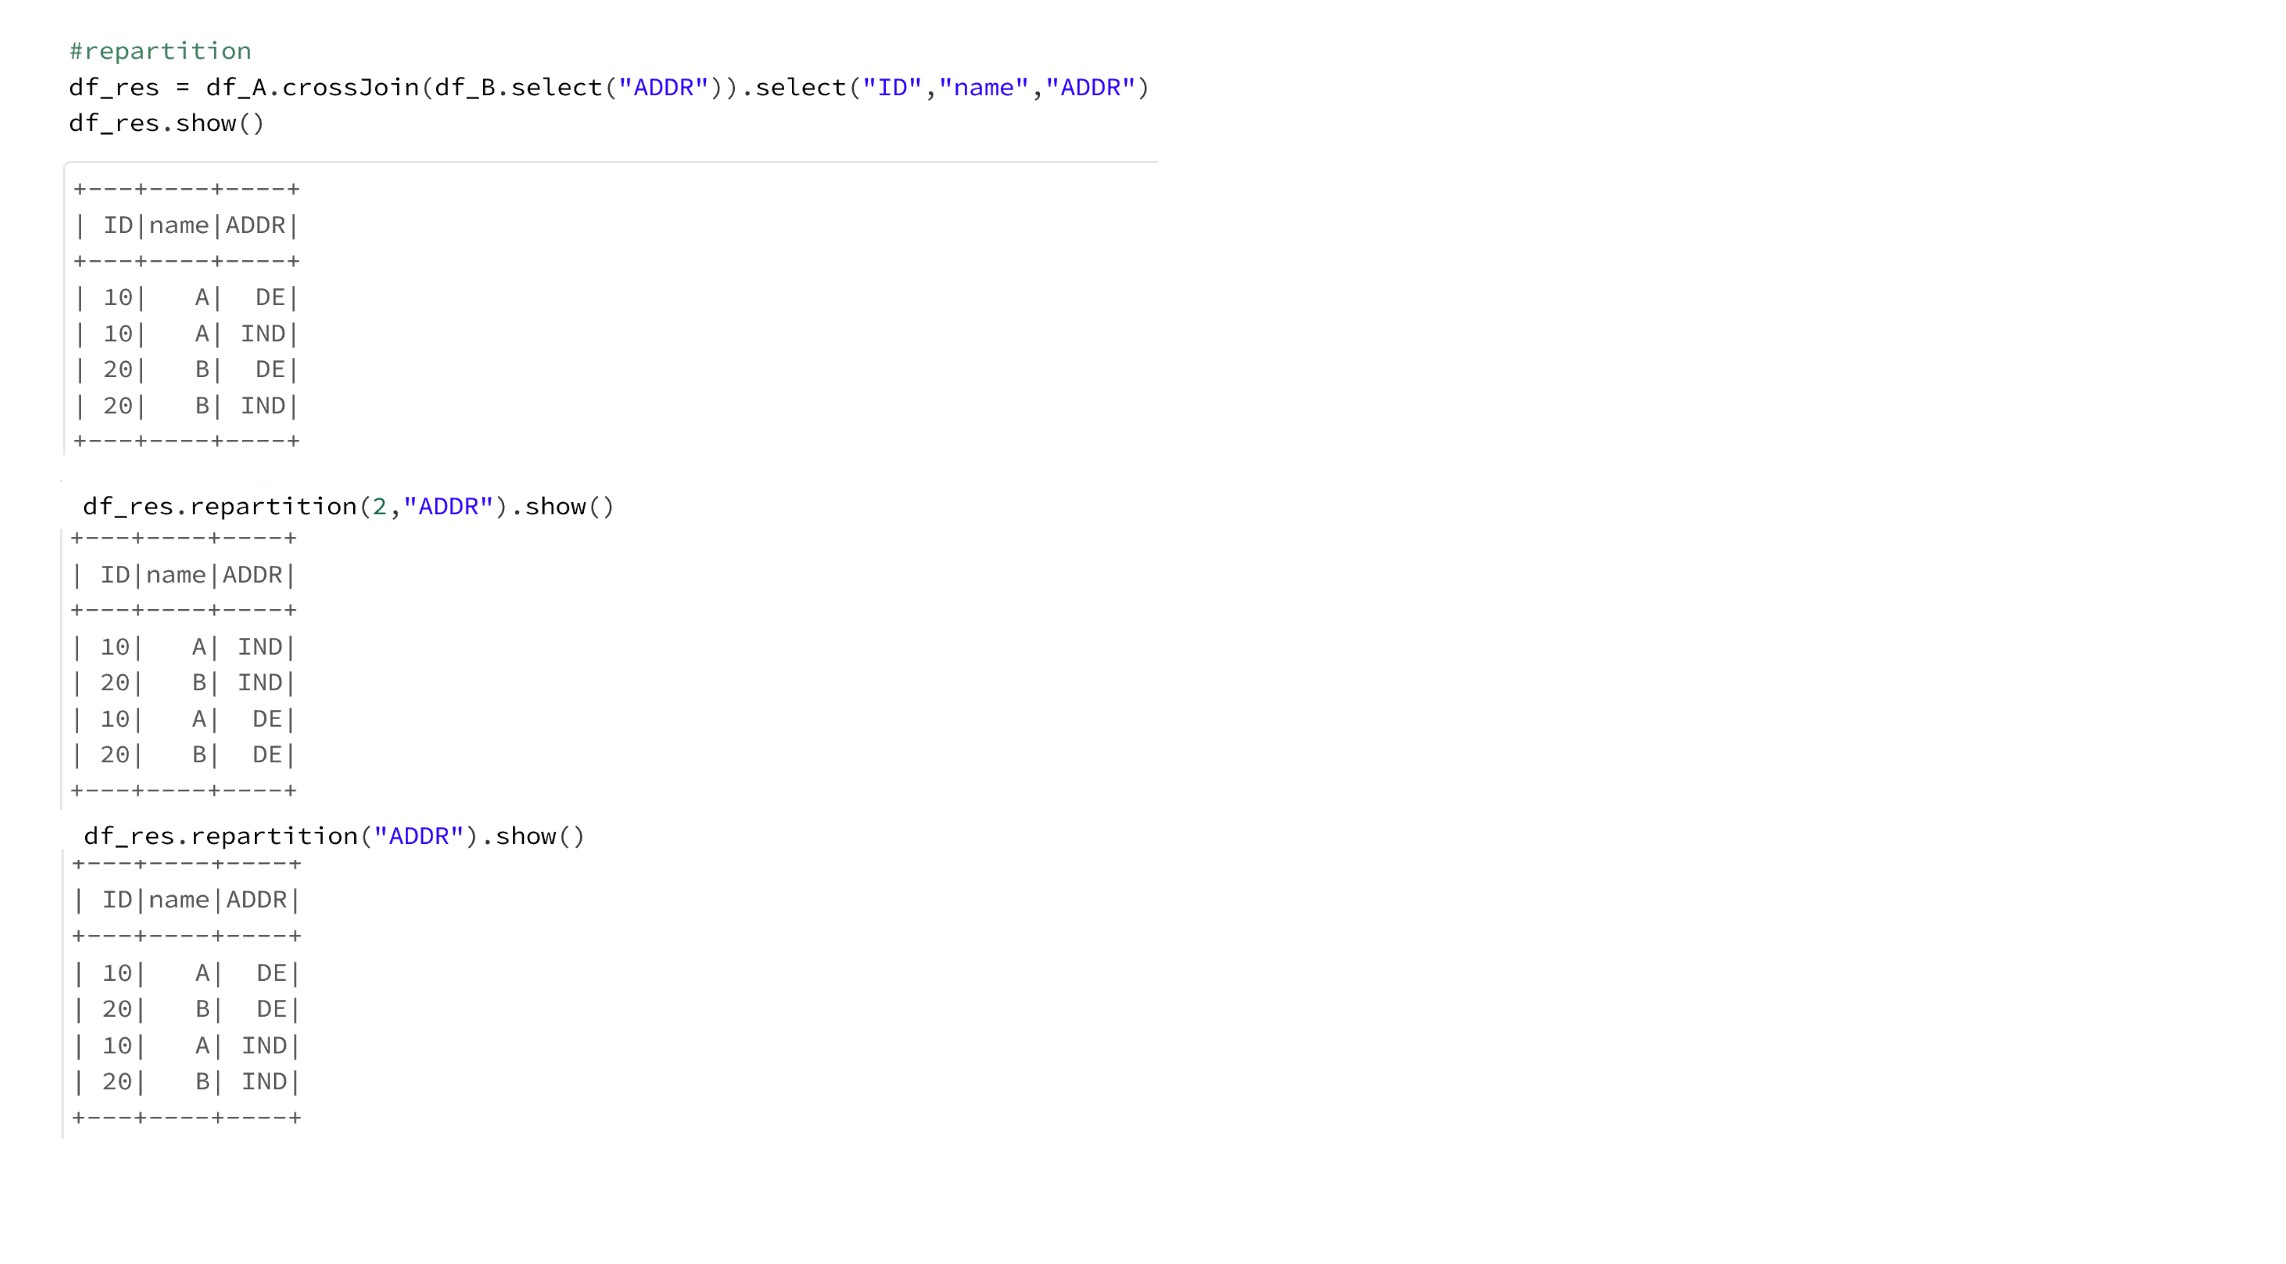 #repartition
df_res = df_A.crossJoin(df_B.select("ADDR")).select("ID","name","ADDR")
df_res.show()
+---+----+----+
| ID|name|ADDR|
+---+----+----+
| 10|   A|  DE|
| 10|   A| IND|
| 20|   B|  DE|
| 20|   B| IND|
+---+----+----+
df_res.repartition(2,"ADDR").show()
+---+----+----+
| ID|name|ADDR|
+---+----+----+
| 10|   A| IND|
| 20|   B| IND|
| 10|   A|  DE|
| 20|   B|  DE|
+---+----+----+
df_res.repartition("ADDR").show()
+---+----+----+
| ID|name|ADDR|
+---+----+----+
| 10|   A|  DE|
| 20|   B|  DE|
| 10|   A| IND|
| 20|   B| IND|
+---+----+----+